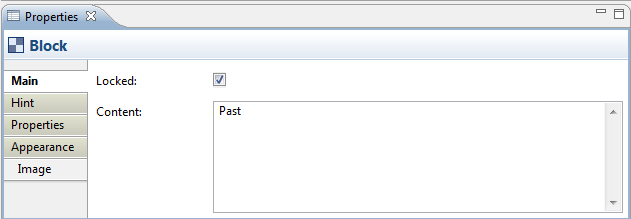 Properties
Block
Main
Locked:
Hint
Content:
Past
Properties
Appearance
Image